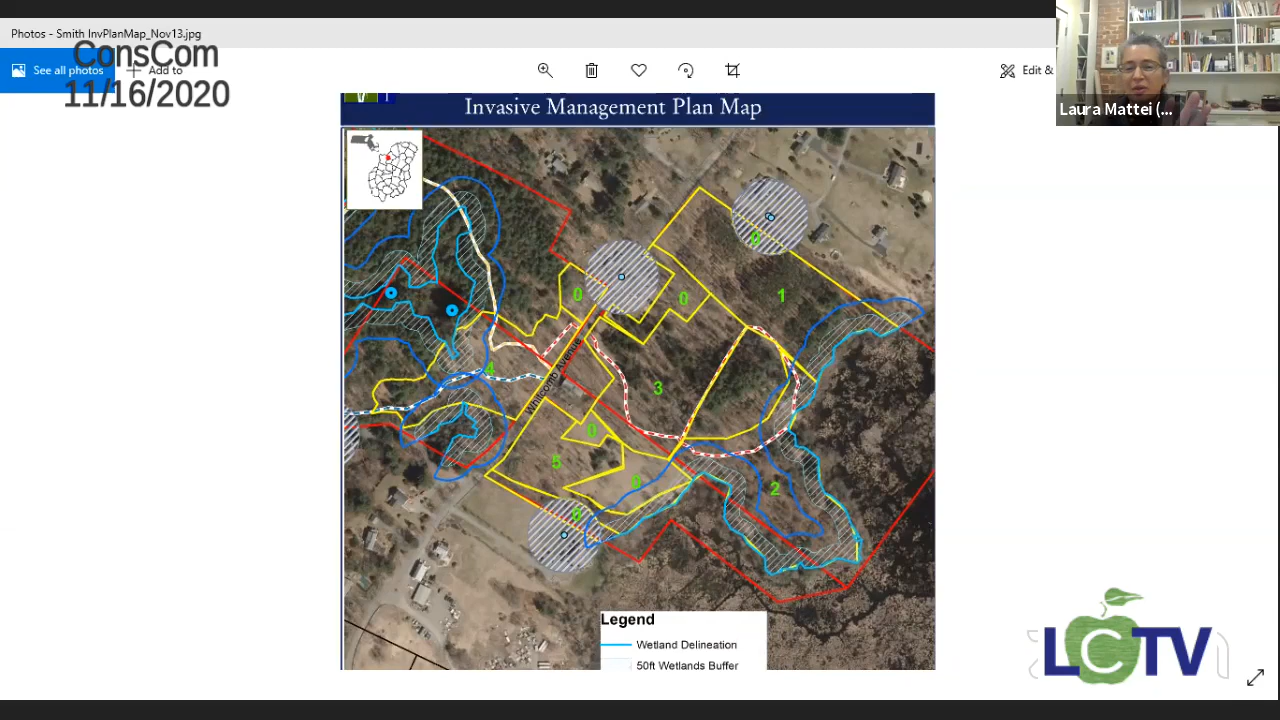 Photos - Smith InvPlanMap_Nov13.jpg
See all photos
Add to
ConsCom
11/16/2020
Edit &
Laura Mattei (...
Invasive Management Plan Map
0
1
0
0
4
Whitcomb Avenue
3
0
5
0
2
0
Legend
Wetland Delineation
50ft Wetlands Buffer
LCTV